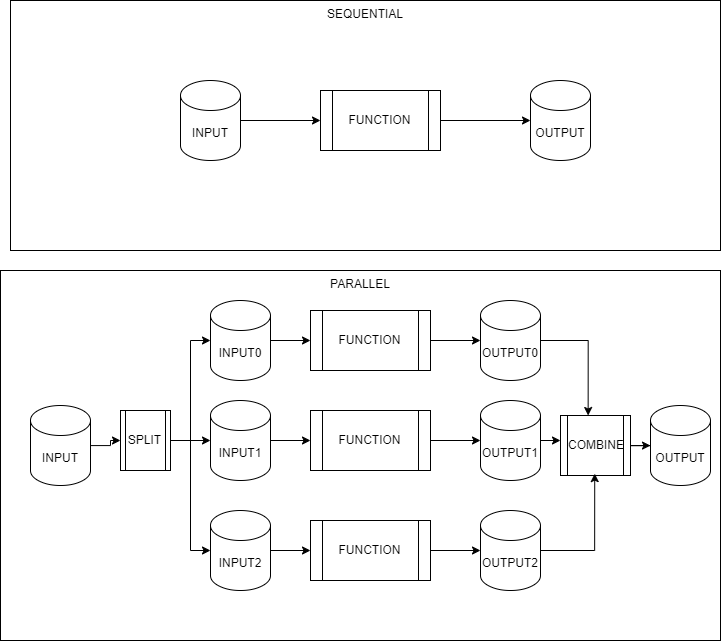 SEQUENTIAL
INPUT
FUNCTION
OUTPUT
PARALLEL
INPUT0
FUNCTION
OUTPUT0
INPUT
SPLIT
INPUT1
FUNCTION
OUTPUT1
COMBINE
OUTPUT
INPUT2
FUNCTION
OUTPUT2